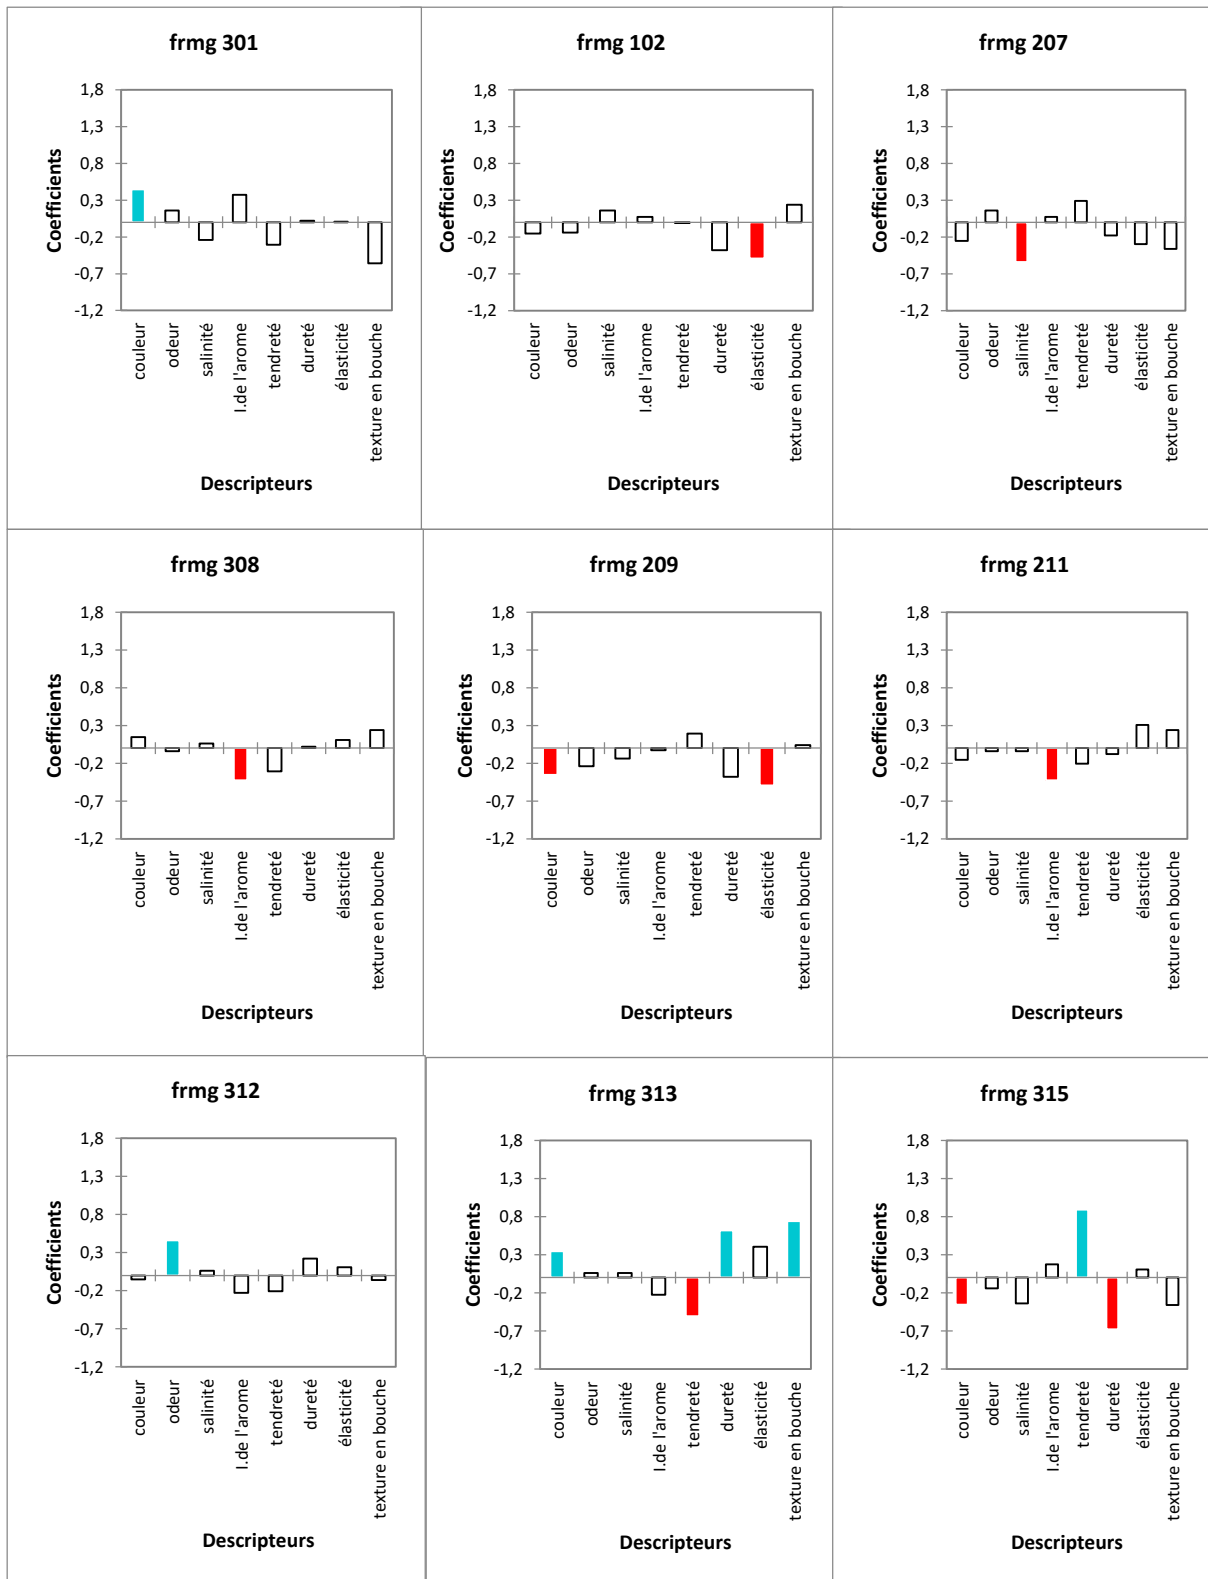 frmg 301
1,8
1,3
0,8
0,3
-0,2
-0,7
-1,2
Coefficients
couleur
odeur
salinité
I.de l'arome
tendreté
dureté
élasticité
texture en bouche
Descripteurs
frmg 102
1,8
1,3
0,8
0,3
-0,2
-0,7
-1,2
Coefficients
couleur
odeur
salinité
I.de l'arome
tendreté
dureté
élasticité
texture en bouche
Descripteurs
frmg 207
1,8
1,3
0,8
0,3
-0,2
-0,7
-1,2
Coefficients
couleur
odeur
salinité
I.de l'arome
tendreté
dureté
élasticité
texture en bouche
Descripteurs
frmg 308
1,8
1,3
0,8
0,3
-0,2
-0,7
-1,2
Coefficients
couleur
odeur
salinité
I.de l'arome
tendreté
dureté
élasticité
texture en bouche
Descripteurs
frmg 209
1,8
1,3
0,8
0,3
-0,2
-0,7
-1,2
Coefficients
couleur
odeur
salinité
I.de l'arome
tendreté
dureté
élasticité
texture en bouche
Descripteurs
frmg 211
1,8
1,3
0,8
0,3
-0,2
-0,7
-1,2
Coefficients
couleur
odeur
salinité
I.de l'arome
tendreté
dureté
élasticité
texture en bouche
Descripteurs
frmg 312
1,8
1,3
0,8
0,3
-0,2
-0,7
-1,2
Coefficients
couleur
odeur
salinité
I.de l'arome
tendreté
dureté
élasticité
texture en bouche
Descripteurs
frmg 313
1,8
1,3
0,8
0,3
-0,2
-0,7
-1,2
Coefficients
couleur
odeur
salinité
I.de l'arome
tendreté
dureté
élasticité
texture en bouche
Descripteurs
frmg 315
1,8
1,3
0,8
0,3
-0,2
-0,7
-1,2
Coefficients
couleur
odeur
salinité
I.de l'arome
tendreté
dureté
élasticité
texture en bouche
Descripteurs